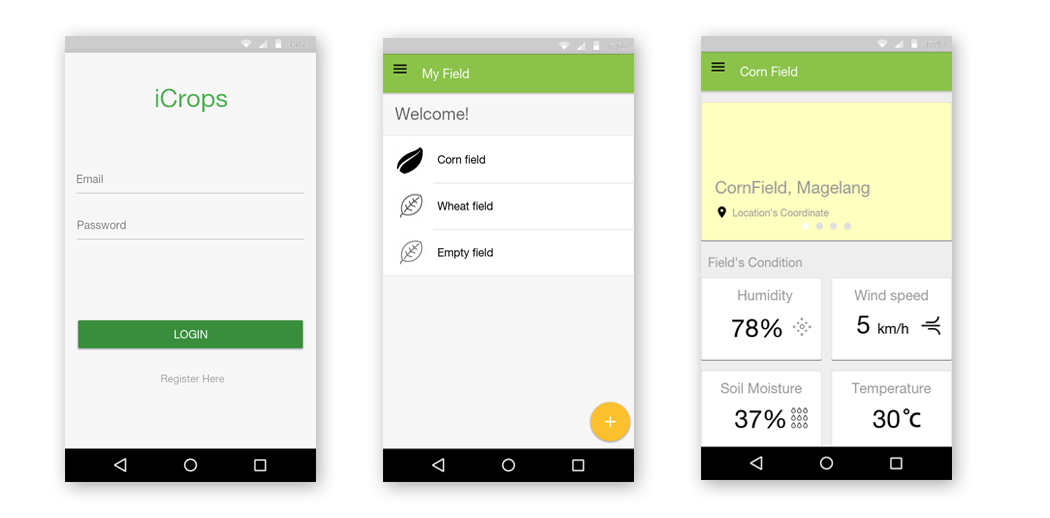 iCrops
Email
Password
LOGIN
Register Here
My Field
Welcome!
Corn field
Wheat field
Empty field
+
Corn Field
CornField, Magelang
Location's Coordinate
Field's Condition
Humidity
78%
Wind speed
5 km/h
Soil Moisture
37%
Temperature
30℃